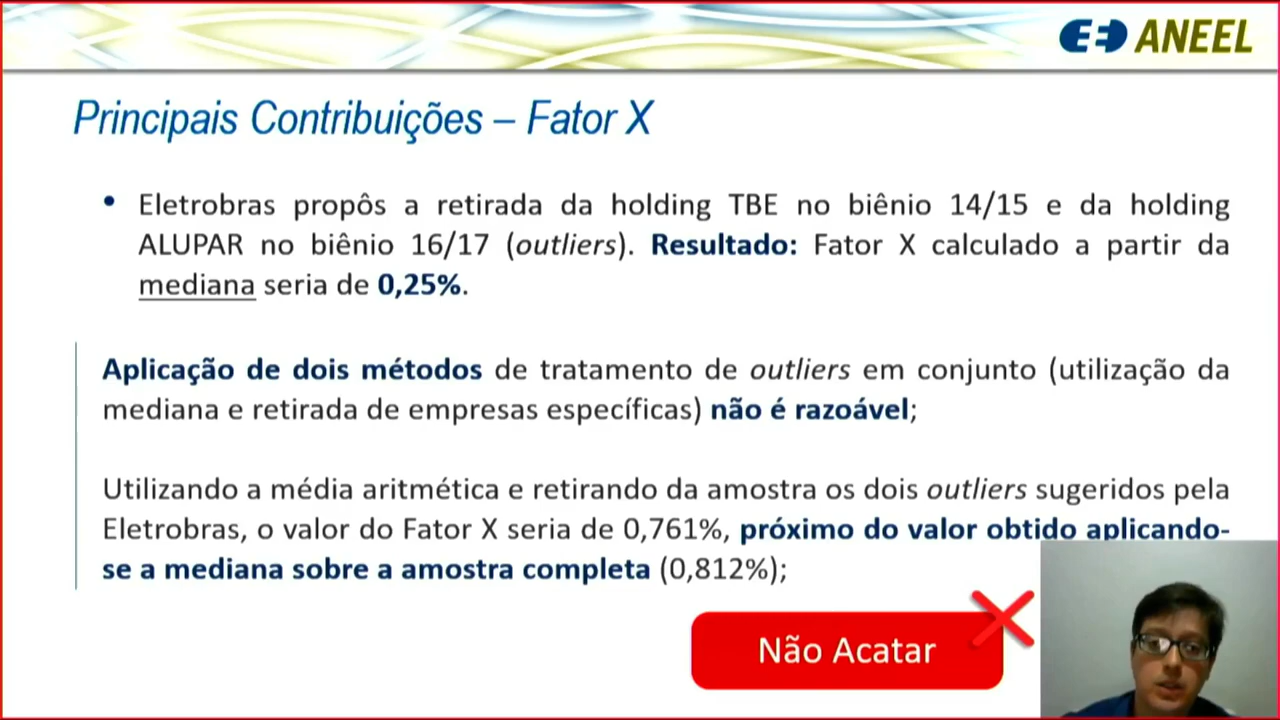 ANEEL
Principais Contribuições – Fator X
• Eletrobras propôs a retirada da holding TBE no biênio 14/15 e da holding
ALUPAR no biênio 16/17 (outliers). Resultado: Fator X calculado a partir da
mediana seria de 0,25%.
Aplicação de dois métodos de tratamento de outliers em conjunto (utilização da
mediana e retirada de empresas específicas) não é razoável;
Utilizando a média aritmética e retirando da amostra os dois outliers sugeridos pela
Eletrobras, o valor do Fator X seria de 0,761%, próximo do valor obtido aplicando-
se a mediana sobre a amostra completa (0,812%);
Não Acatar